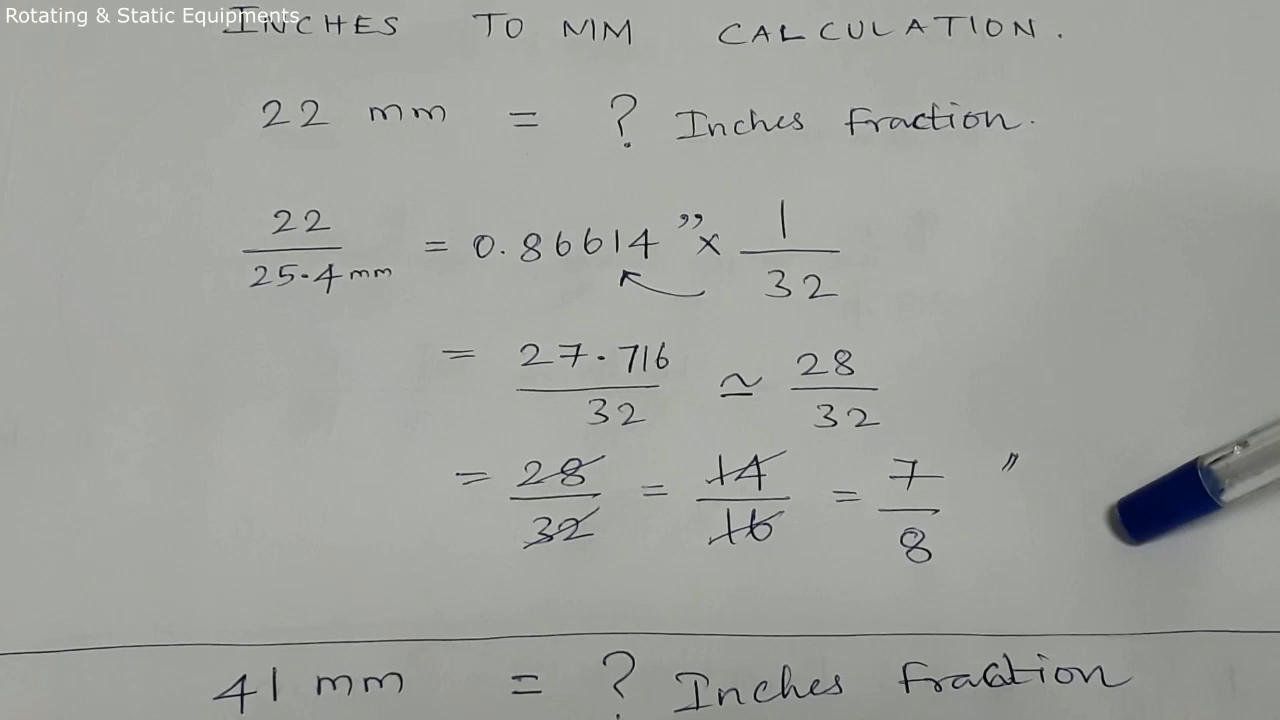 Rotating & Static Equipments
INCHES TO MM CALCULATION.
22 mm = ? Inches fraction.
22/25.4mm = 0.86614" × 1/32
= 27.716/32 ≃ 28/32
= 28/32 = 14/16 = 7/8 "
41 mm = ? Inches fraction